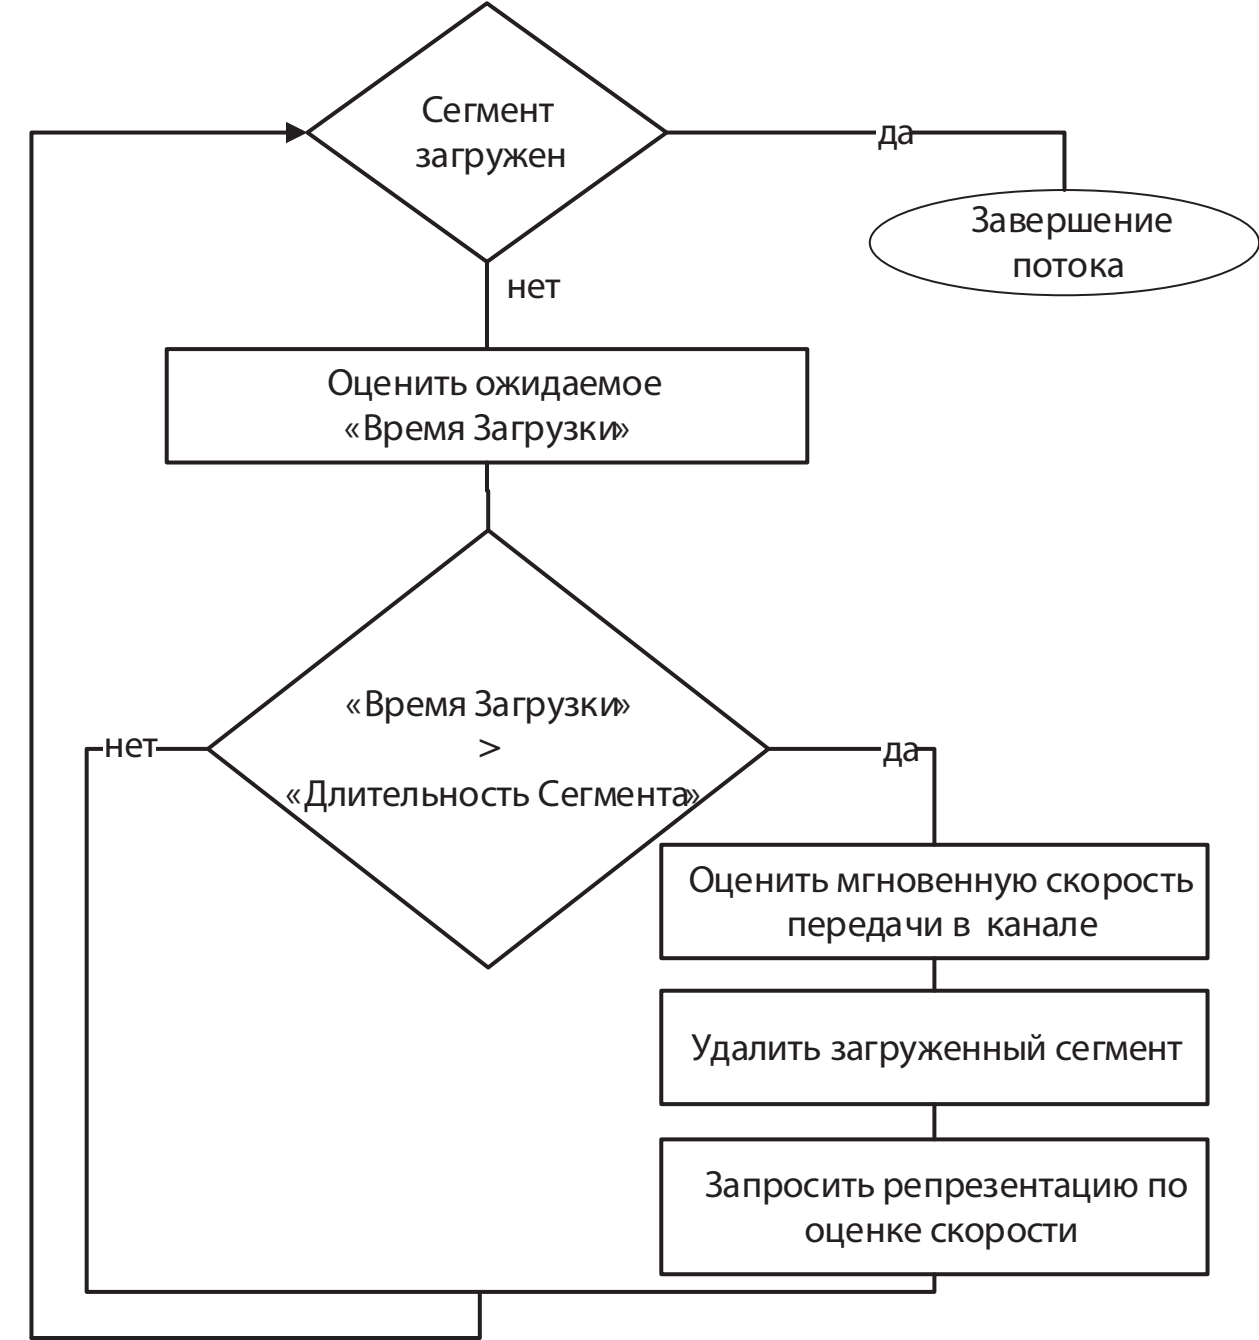 Сегмент
загружен
да
Завершение
потока
нет
Оценить ожидаемое
«Время Загрузки»
«Время Загрузки»
>
«Длительность Сегмента»
нет
да
Оценить мгновенную скорость
передачи в канале
Удалить загруженный сегмент
Запросить репрезентацию по
оценке скорости